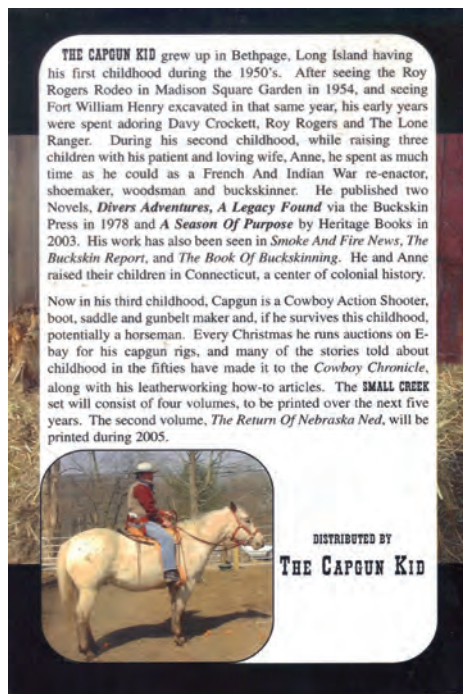 THE CAPGUN KID grew up in Bethpage, Long Island having
his first childhood during the 1950's. After seeing the Roy
Rogers Rodeo in Madison Square Garden in 1954, and seeing
Fort William Henry excavated in that same year, his early years
were spent adoring Davy Crockett, Roy Rogers and The Lone
Ranger. During his second childhood, while raising three
children with his patient and loving wife, Anne, he spent as much
time as he could as a French And Indian War re-enactor,
shoemaker, woodsman and buckskinner. He published two
Novels, Divers Adventures, A Legacy Found via the Buckskin
Press in 1978 and A Season Of Purpose by Heritage Books in
2003. His work has also been seen in Smoke And Fire News, The
Buckskin Report, and The Book Of Buckskinning. He and Anne
raised their children in Connecticut, a center of colonial history.
Now in his third childhood, Capgun is a Cowboy Action Shooter,
boot, saddle and gunbelt maker and, if he survives this childhood,
potentially a horseman. Every Christmas he runs auctions on E-
bay for his capgun rigs, and many of the stories told about
childhood in the fifties have made it to the Cowboy Chronicle,
along with his leatherworking how-to articles. The SMALL CREEK
set will consist of four volumes, to be printed over the next five
years. The second volume, The Return Of Nebraska Ned, will be
printed during 2005.
DISTRIBUTED BY
THE CAPGUN KID